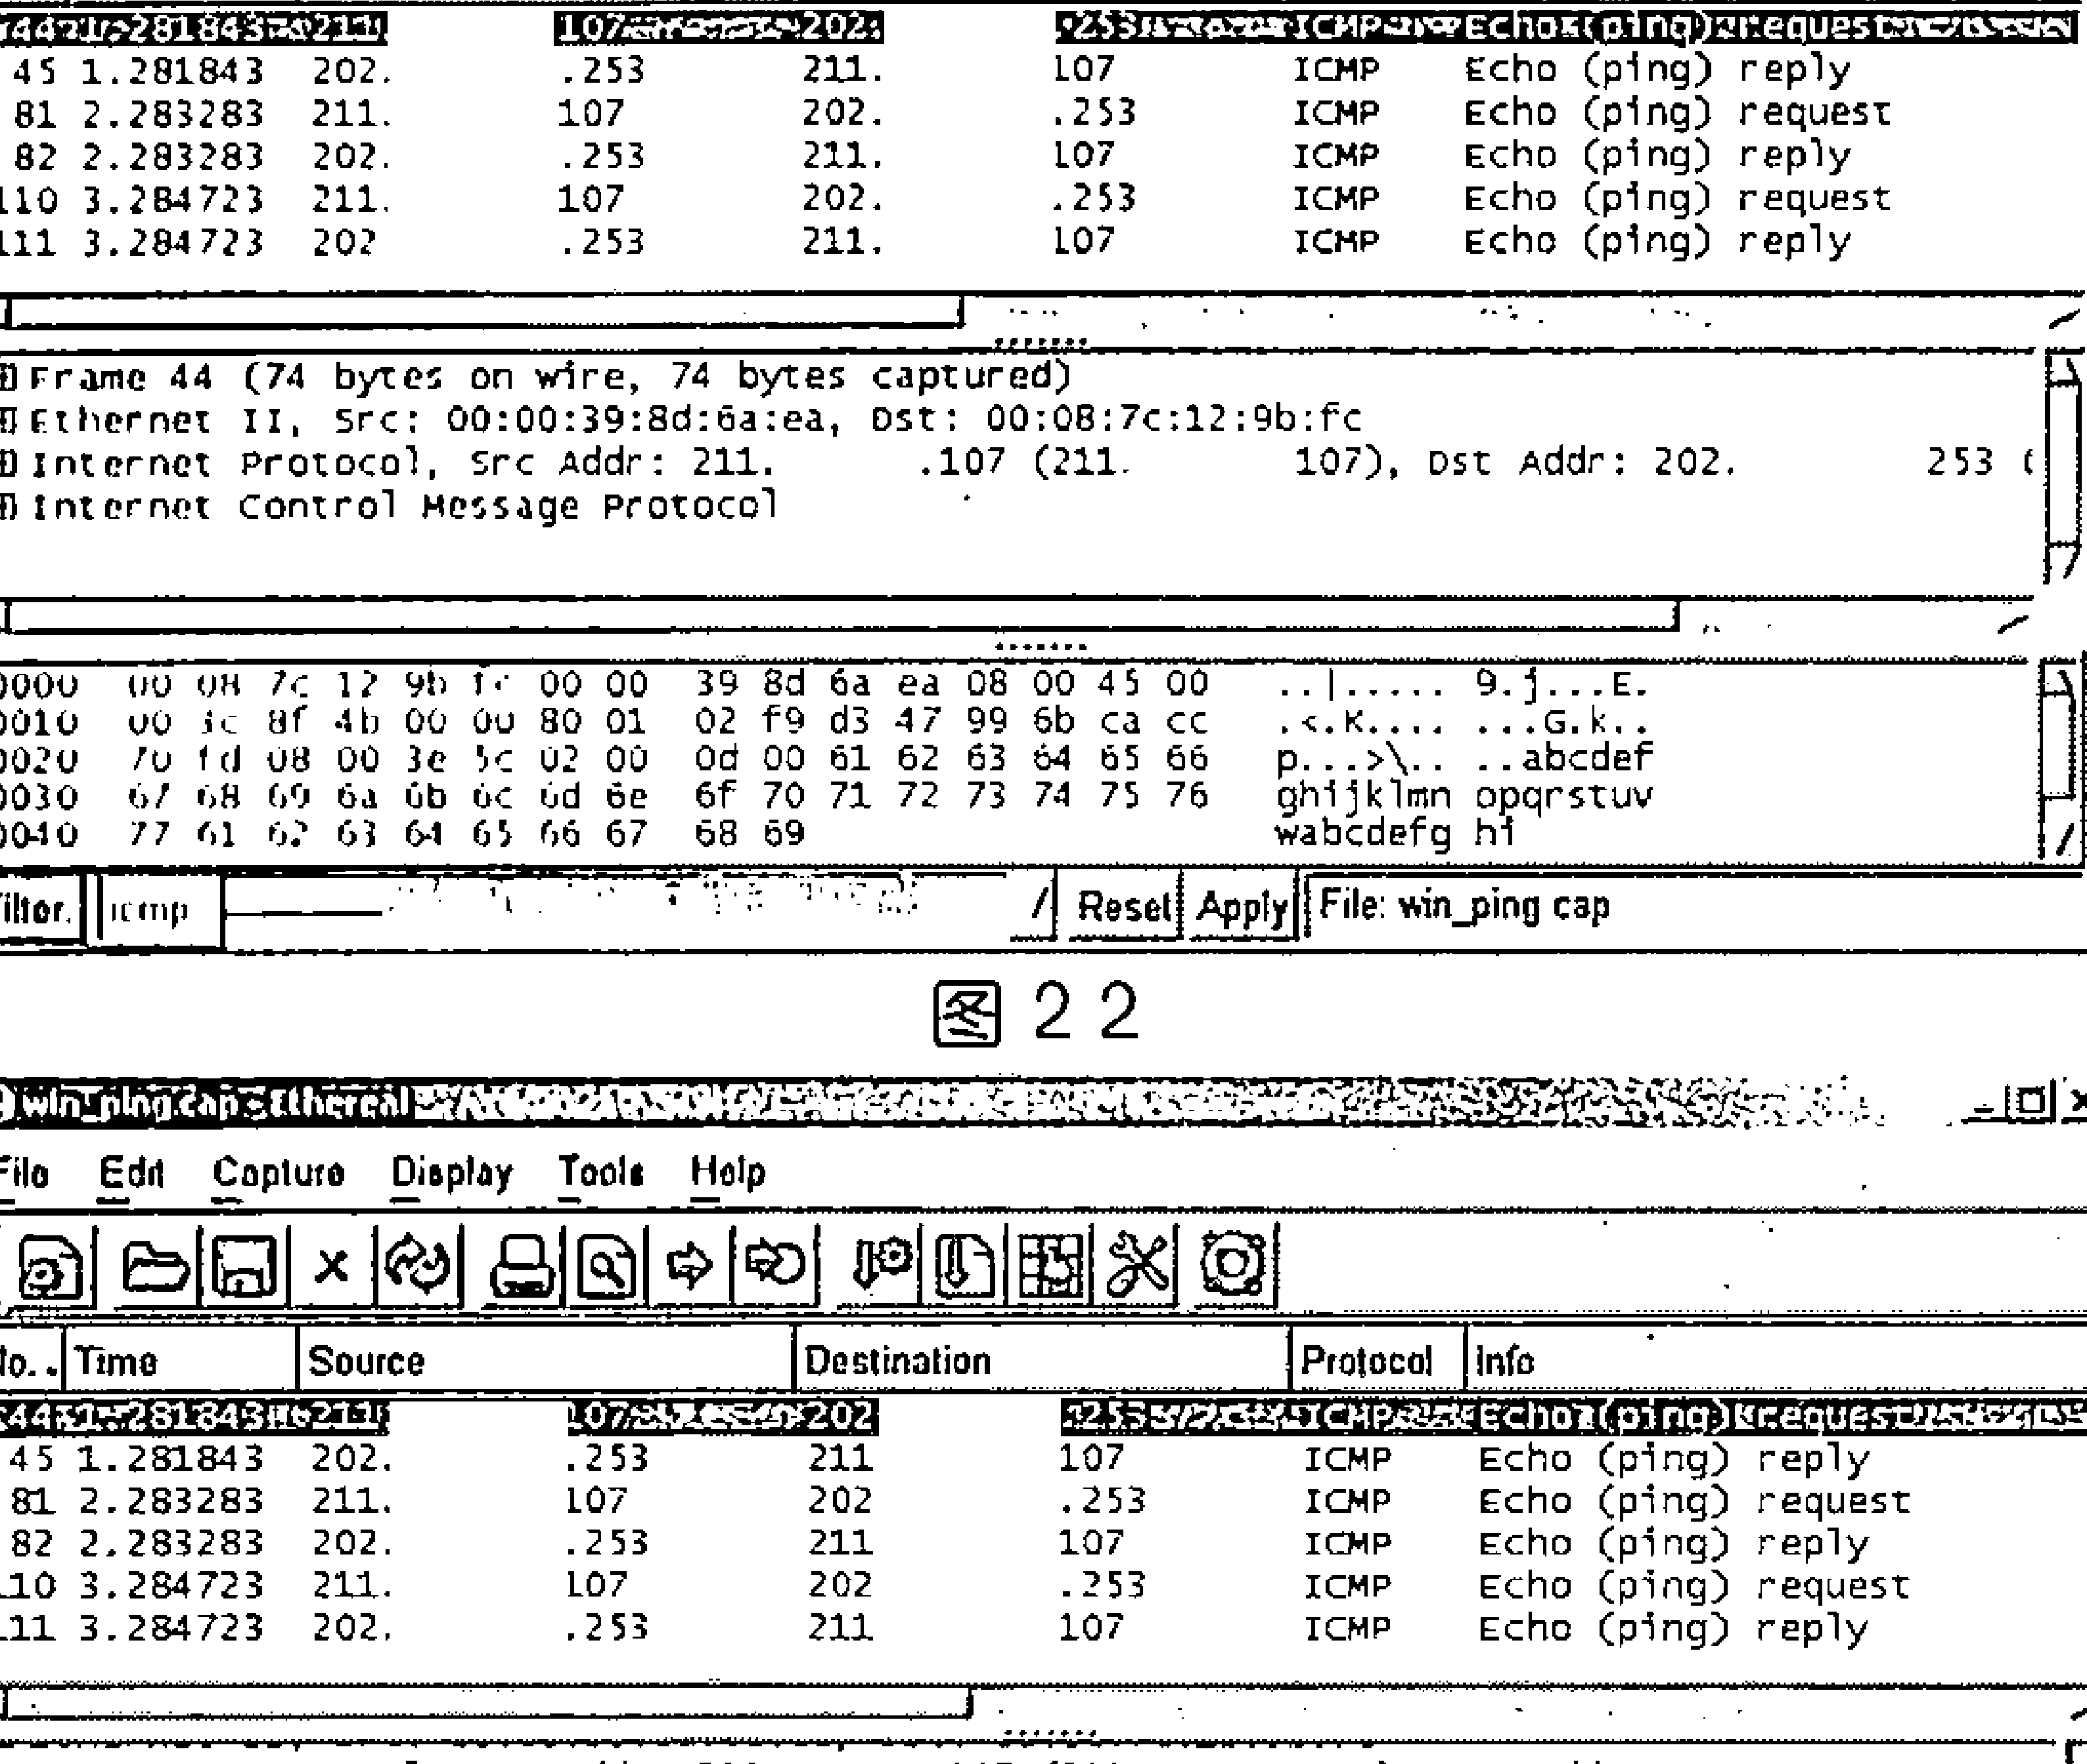 44 1.281843 211. 107 202. .253 ICMP Echo (ping) request
45 1.281843 202. .253 211. 107 ICMP Echo (ping) reply
81 2.283283 211. 107 202. .253 ICMP Echo (ping) request
82 2.283283 202. .253 211. 107 ICMP Echo (ping) reply
110 3.284723 211. 107 202. .253 ICMP Echo (ping) request
111 3.284723 202 .253 211. 107 ICMP Echo (ping) reply
Frame 44 (74 bytes on wire, 74 bytes captured)
Ethernet II, Src: 00:00:39:8d:6a:ea, Dst: 00:08:7c:12:9b:fc
Internet Protocol, Src Addr: 211. .107 (211. 107), Dst Addr: 202. 253 (
Internet Control Message Protocol
0000 00 08 7c 12 9b fc 00 00 39 8d 6a ea 08 00 45 00 ..|..... 9.j...E.
0010 00 3c 8f 4b 00 00 80 01 02 f9 d3 47 99 6b ca cc .<.K.... ...G.k..
0020 70 fd 08 00 3e 5c 02 00 0d 00 61 62 63 64 65 66 p...>\.. ..abcdef
0030 67 68 69 6a 6b 6c 6d 6e 6f 70 71 72 73 74 75 76 ghijklmn opqrstuv
0040 77 61 62 63 64 65 66 67 68 69 wabcdefg hi
Filter. icmp Reset Apply File: win_ping cap
图 2 2
win_ping.cap - Ethereal
File Edit Capture Display Tools Help
No. . Time Source Destination Protocol Info
44 1.281843 211. 107 202 .253 ICMP Echo (ping) request
45 1.281843 202. .253 211 107 ICMP Echo (ping) reply
81 2.283283 211. 107 202 .253 ICMP Echo (ping) request
82 2.283283 202. .253 211 107 ICMP Echo (ping) reply
110 3.284723 211. 107 202 .253 ICMP Echo (ping) request
111 3.284723 202. .253 211 107 ICMP Echo (ping) reply